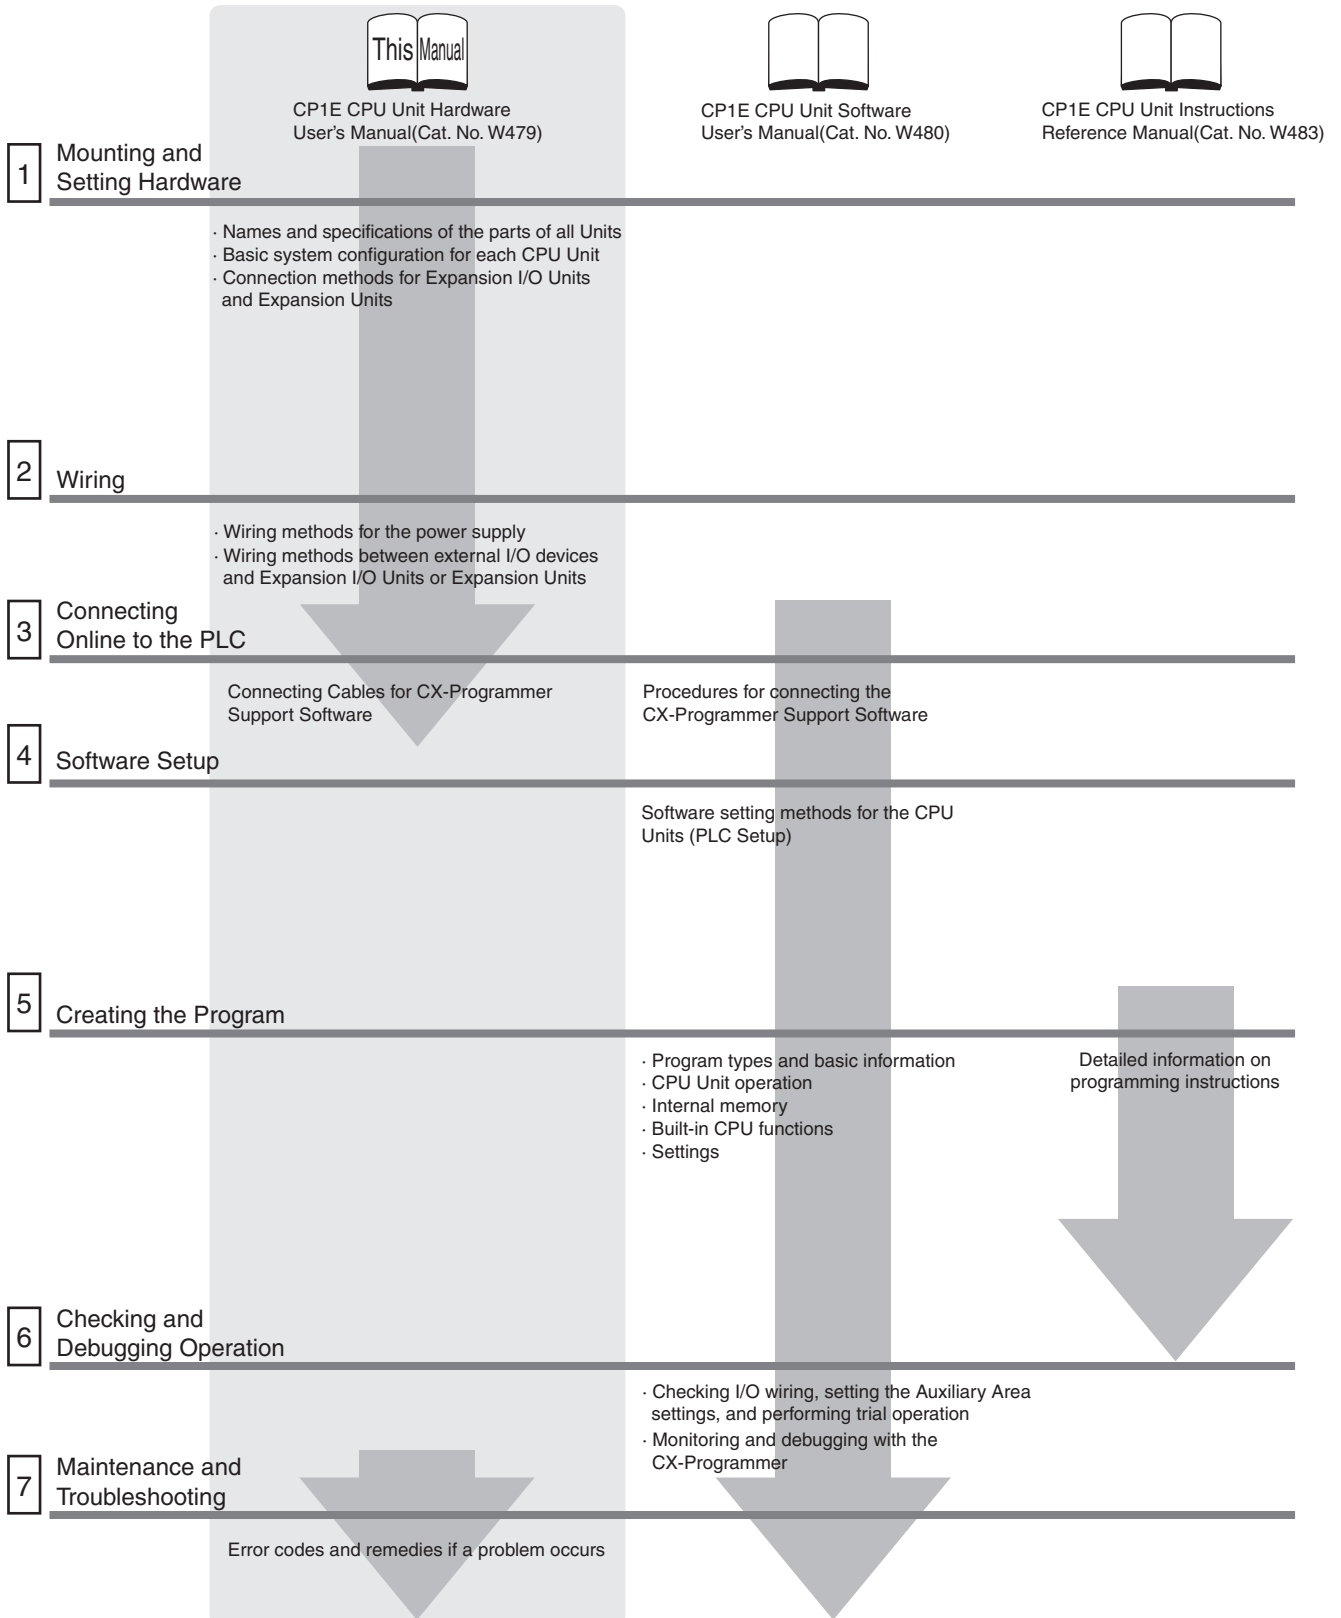 This Manual
CP1E CPU Unit Hardware
User's Manual(Cat. No. W479)
CP1E CPU Unit Software
User's Manual(Cat. No. W480)
CP1E CPU Unit Instructions
Reference Manual(Cat. No. W483)
1
Mounting and
Setting Hardware
· Names and specifications of the parts of all Units
· Basic system configuration for each CPU Unit
· Connection methods for Expansion I/O Units
and Expansion Units
2
Wiring
· Wiring methods for the power supply
· Wiring methods between external I/O devices
and Expansion I/O Units or Expansion Units
3
Connecting
Online to the PLC
Connecting Cables for CX-Programmer
Support Software
Procedures for connecting the
CX-Programmer Support Software
4
Software Setup
Software setting methods for the CPU
Units (PLC Setup)
5
Creating the Program
· Program types and basic information
· CPU Unit operation
· Internal memory
· Built-in CPU functions
· Settings
Detailed information on
programming instructions
6
Checking and
Debugging Operation
· Checking I/O wiring, setting the Auxiliary Area
settings, and performing trial operation
· Monitoring and debugging with the
CX-Programmer
7
Maintenance and
Troubleshooting
Error codes and remedies if a problem occurs